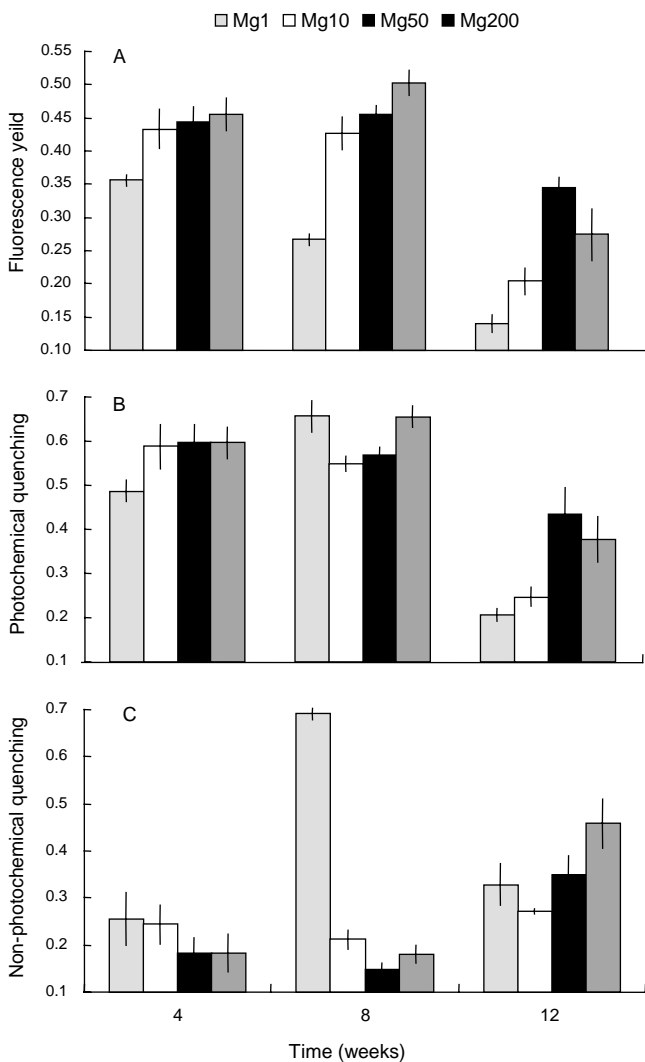 Mg1 Mg10 Mg50 Mg200
A
Fluorescence yeild
0.55
0.50
0.45
0.40
0.35
0.30
0.25
0.20
0.15
0.10
B
Photochemical quenching
0.7
0.6
0.5
0.4
0.3
0.2
0.1
C
Non-photochemical quenching
0.7
0.6
0.5
0.4
0.3
0.2
0.1
4 8 12
Time (weeks)